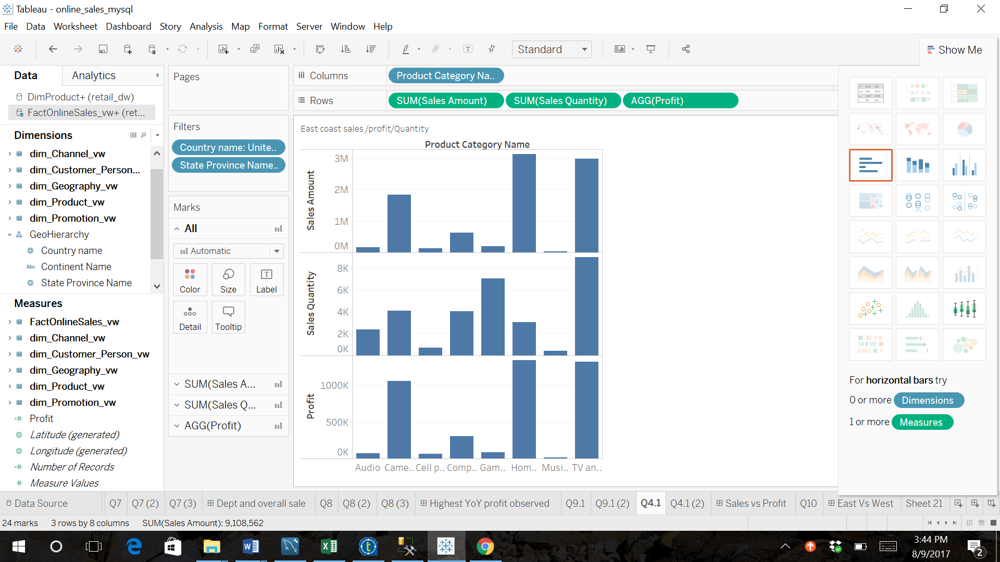 Tableau - online_sales_mysql
File Data Worksheet Dashboard Story Analysis Map Format Server Window Help
Standard
Show Me
Data
Analytics
DimProduct+ (retail_dw)
FactOnlineSales_vw+ (ret...
Dimensions
dim_Channel_vw
dim_Customer_Person...
dim_Geography_vw
dim_Product_vw
dim_Promotion_vw
GeoHierarchy
Country name
Abc Continent Name
State Province Name
Measures
FactOnlineSales_vw
dim_Channel_vw
dim_Customer_Person_vw
dim_Geography_vw
dim_Product_vw
dim_Promotion_vw
Profit
Latitude (generated)
Longitude (generated)
Number of Records
Measure Values
Pages
Filters
Country name: Unite..
State Province Name..
Marks
All
Automatic
Color Size Label
Detail Tooltip
SUM(Sales A...
SUM(Sales Q...
AGG(Profit)
Columns
Product Category Na..
Rows
SUM(Sales Amount) SUM(Sales Quantity) AGG(Profit)
East coast sales /profit/Quantity
Product Category Name
Sales Amount
3M
2M
1M
0M
Sales Quantity
8K
6K
4K
2K
0K
Profit
1000K
500K
0K
Audio Came.. Cell p.. Comp.. Gam.. Hom.. Musi.. TV an..
For horizontal bars try
0 or more Dimensions
1 or more Measures
Data Source Q7 Q7 (2) Q7 (3) Dept and overall sale Q8 Q8 (2) Q8 (3) Highest YoY profit observed Q9.1 Q9.1 (2) Q4.1 Q4.1 (2) Sales vs Profit Q10 East Vs West Sheet 21
24 marks 3 rows by 8 columns SUM(Sales Amount): 9,108,562
3:44 PM
8/9/2017
2